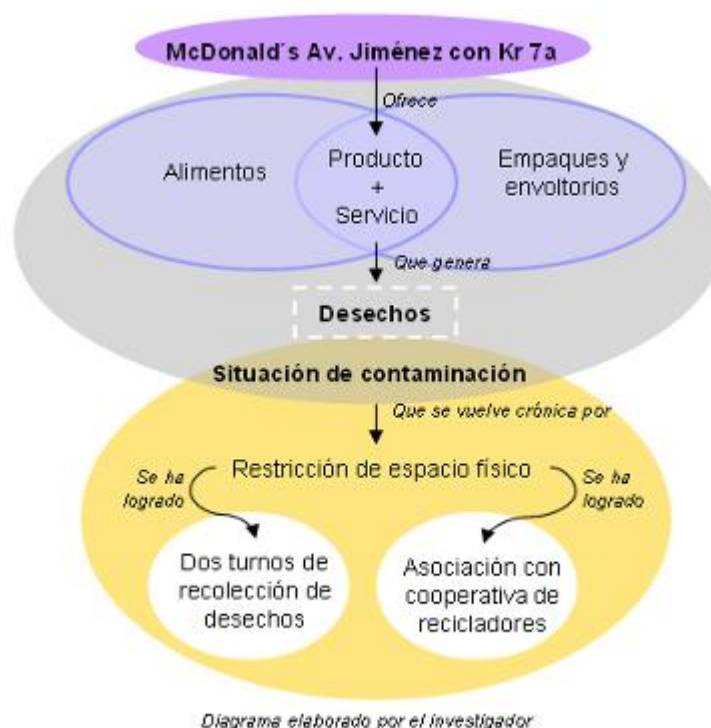 McDonald´s Av. Jiménez con Kr 7a
Ofrece
Alimentos
Producto
+
Servicio
Empaques y
envoltorios
Que genera
Desechos
Situación de contaminación
Que se vuelve crónica por
Restricción de espacio físico
Se ha
logrado
Se ha
logrado
Dos turnos de
recolección de
desechos
Asociación con
cooperativa de
recicladores
Diagrama elaborado por el investigador